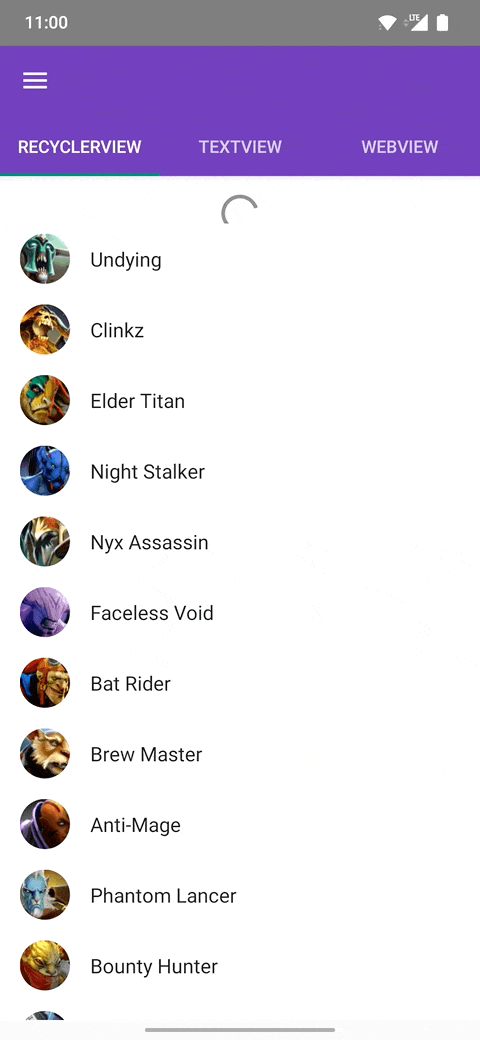 11:00
LTE
RECYCLERVIEW TEXTVIEW WEBVIEW
Undying
Clinkz
Elder Titan
Night Stalker
Nyx Assassin
Faceless Void
Bat Rider
Brew Master
Anti-Mage
Phantom Lancer
Bounty Hunter